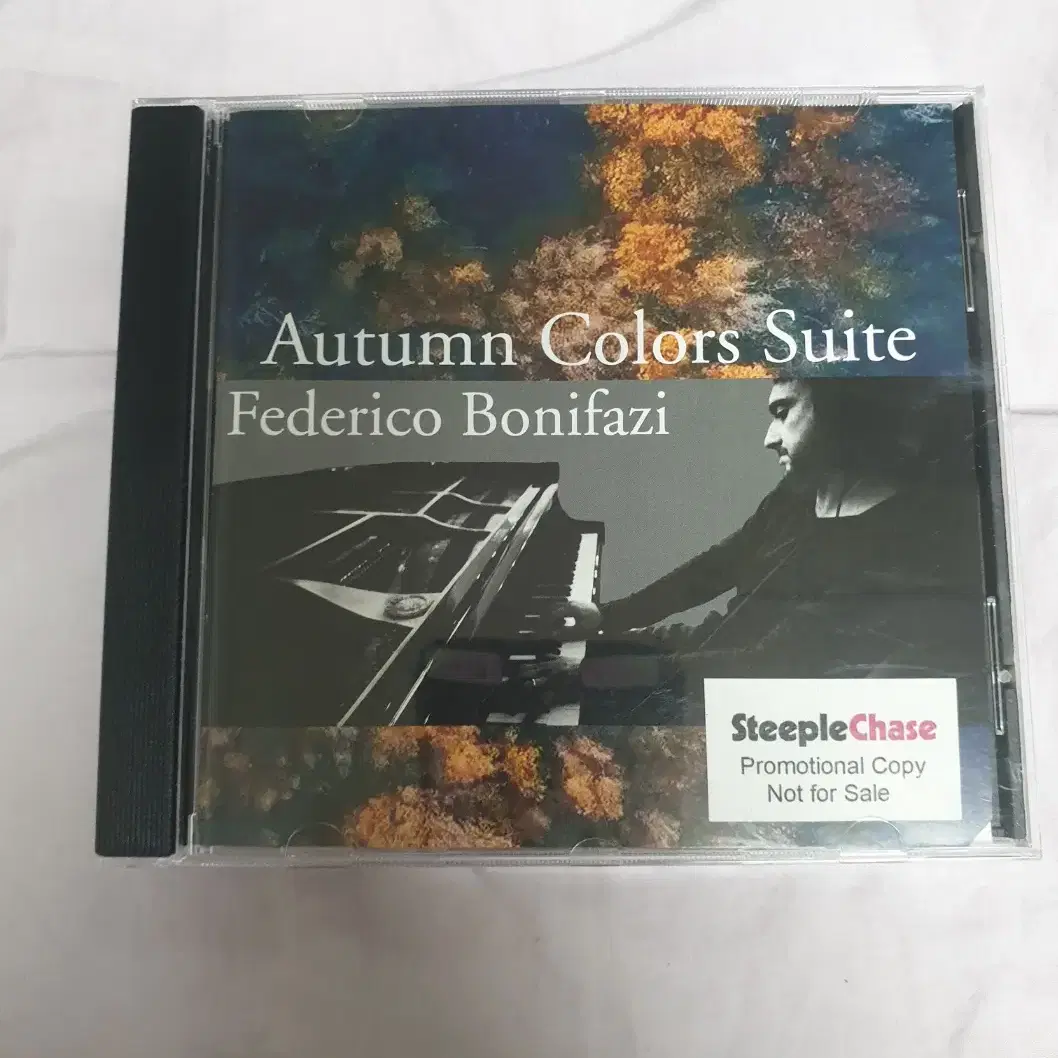 Autumn Colors Suite
Federico Bonifazi
SteepleChase
Promotional Copy
Not for Sale